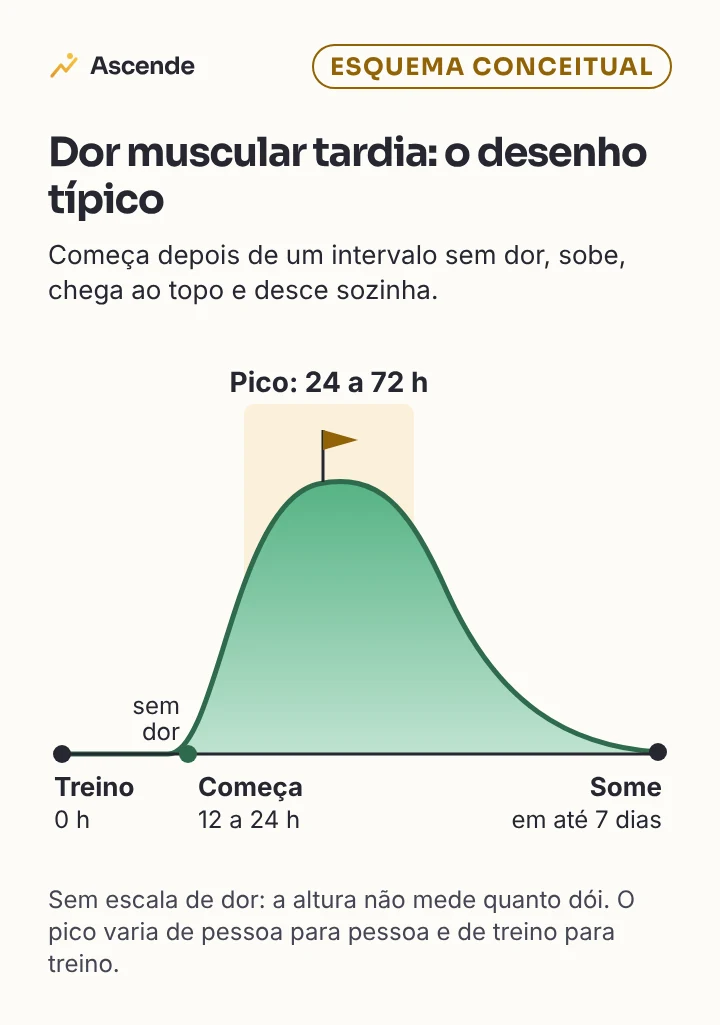 Ascende
ESQUEMA CONCEITUAL
Dor muscular tardia: o desenho
típico
Começa depois de um intervalo sem dor, sobe,
chega ao topo e desce sozinha.
Pico: 24 a 72 h
sem
dor
Treino
0 h
Começa
12 a 24 h
Some
em até 7 dias
Sem escala de dor: a altura não mede quanto dói. O
pico varia de pessoa para pessoa e de treino para
treino.